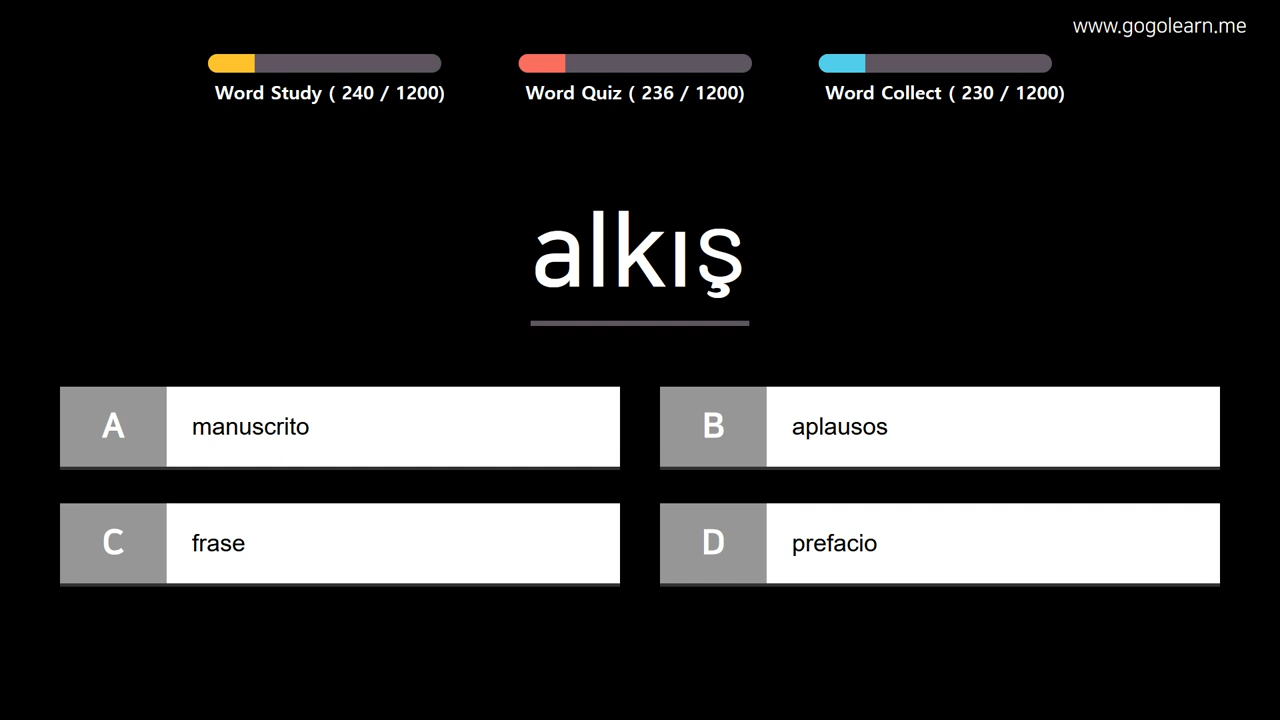 www.gogolearn.me
Word Study ( 240 / 1200)
Word Quiz ( 236 / 1200)
Word Collect ( 230 / 1200)
alkış
A manuscrito
B aplausos
C frase
D prefacio